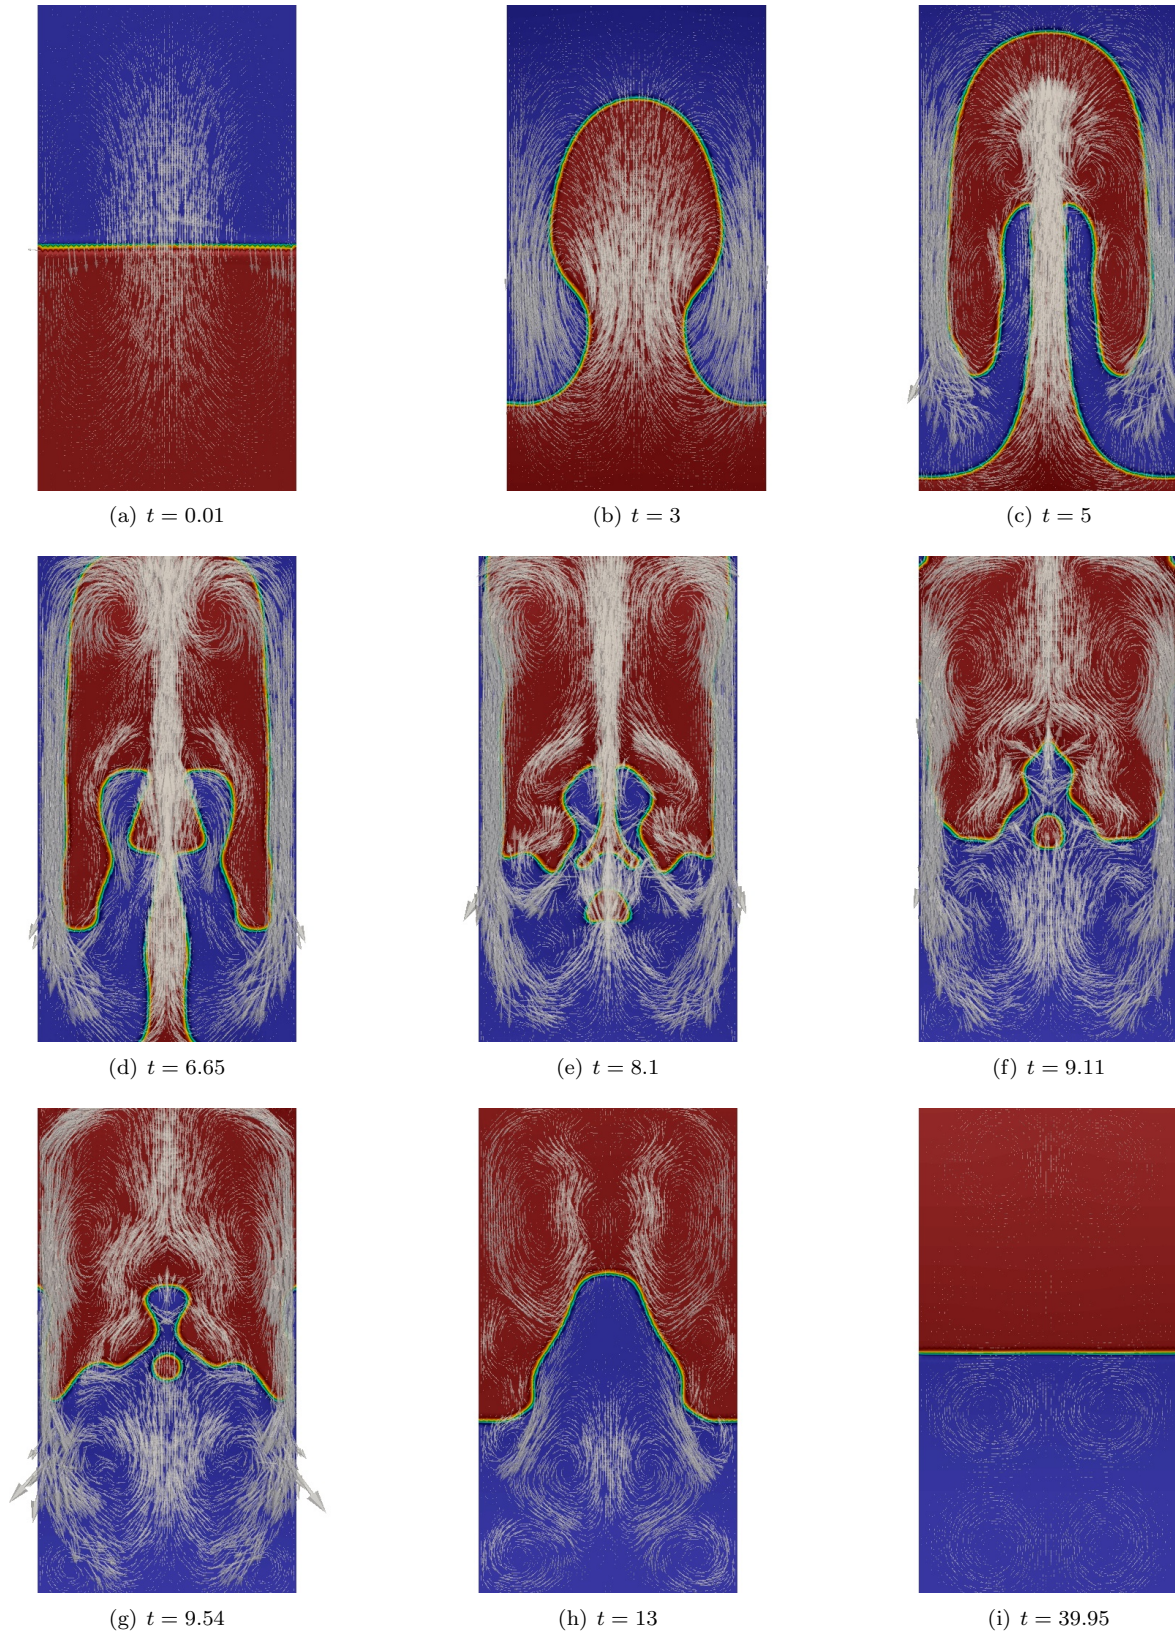 (a) t = 0.01
(b) t = 3
(c) t = 5
(d) t = 6.65
(e) t = 8.1
(f) t = 9.11
(g) t = 9.54
(h) t = 13
(i) t = 39.95